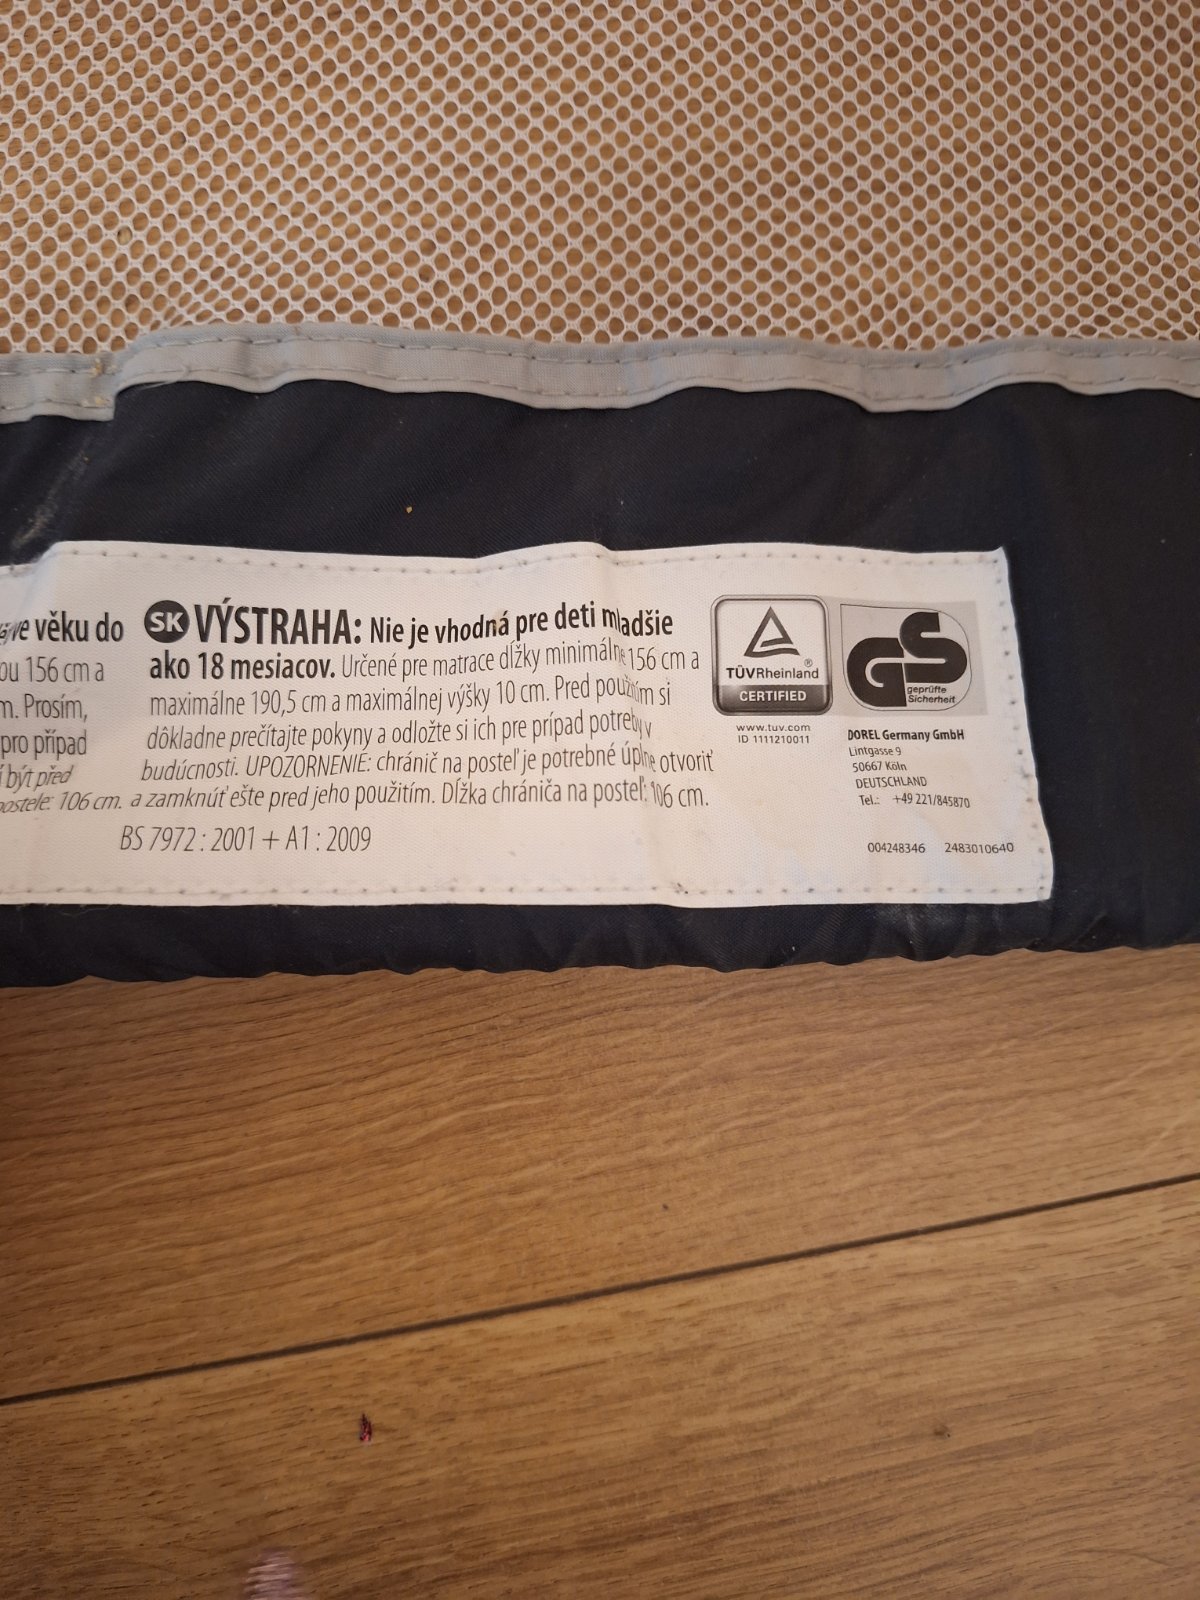 věku do
ou 156 cm a
m. Prosím,
pro případ
být před
postele: 106 cm.
SK VÝSTRAHA: Nie je vhodná pre deti mladšie
ako 18 mesiacov. Určené pre matrace dĺžky minimálne 156 cm a
maximálne 190,5 cm a maximálnej výšky 10 cm. Pred použitím si
dôkladne prečítajte pokyny a odložte si ich pre prípad potreby v
budúcnosti. UPOZORNENIE: chránič na posteľ je potrebné úplne otvoriť
a zamknúť ešte pred jeho použitím. Dĺžka chrániča na posteľ: 106 cm.
BS 7972 : 2001 + A1 : 2009
TÜVRheinland®
CERTIFIED
www.tuv.com
ID 1111210011
GS
geprüfte
Sicherheit
DOREL Germany GmbH
Lintgasse 9
50667 Köln
DEUTSCHLAND
Tel.: +49 221/845870
004248346 2483010640